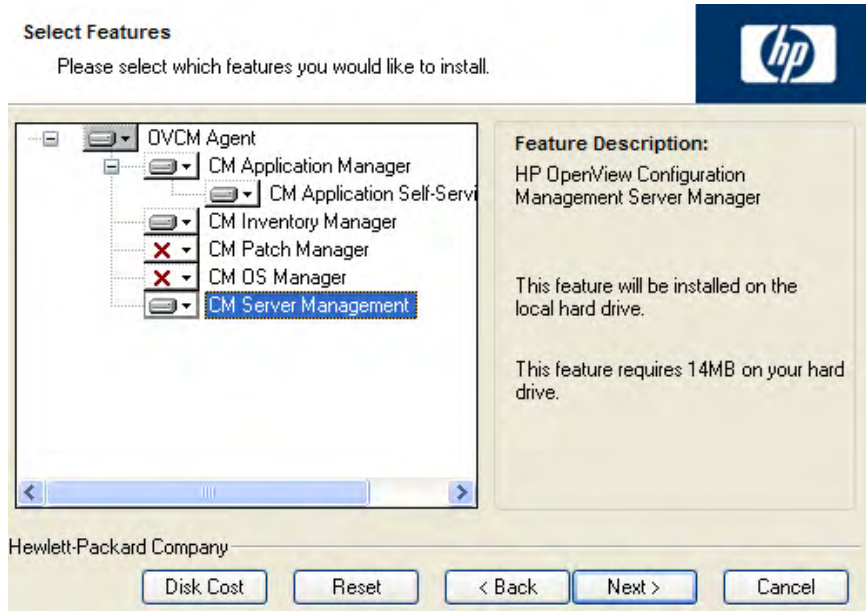 Select Features
Please select which features you would like to install.
hp
OVCM Agent
CM Application Manager
CM Application Self-Servi
CM Inventory Manager
CM Patch Manager
CM OS Manager
CM Server Management
Feature Description:
HP OpenView Configuration
Management Server Manager
This feature will be installed on the
local hard drive.
This feature requires 14MB on your hard
drive.
Hewlett-Packard Company
Disk Cost
Reset
< Back
Next >
Cancel